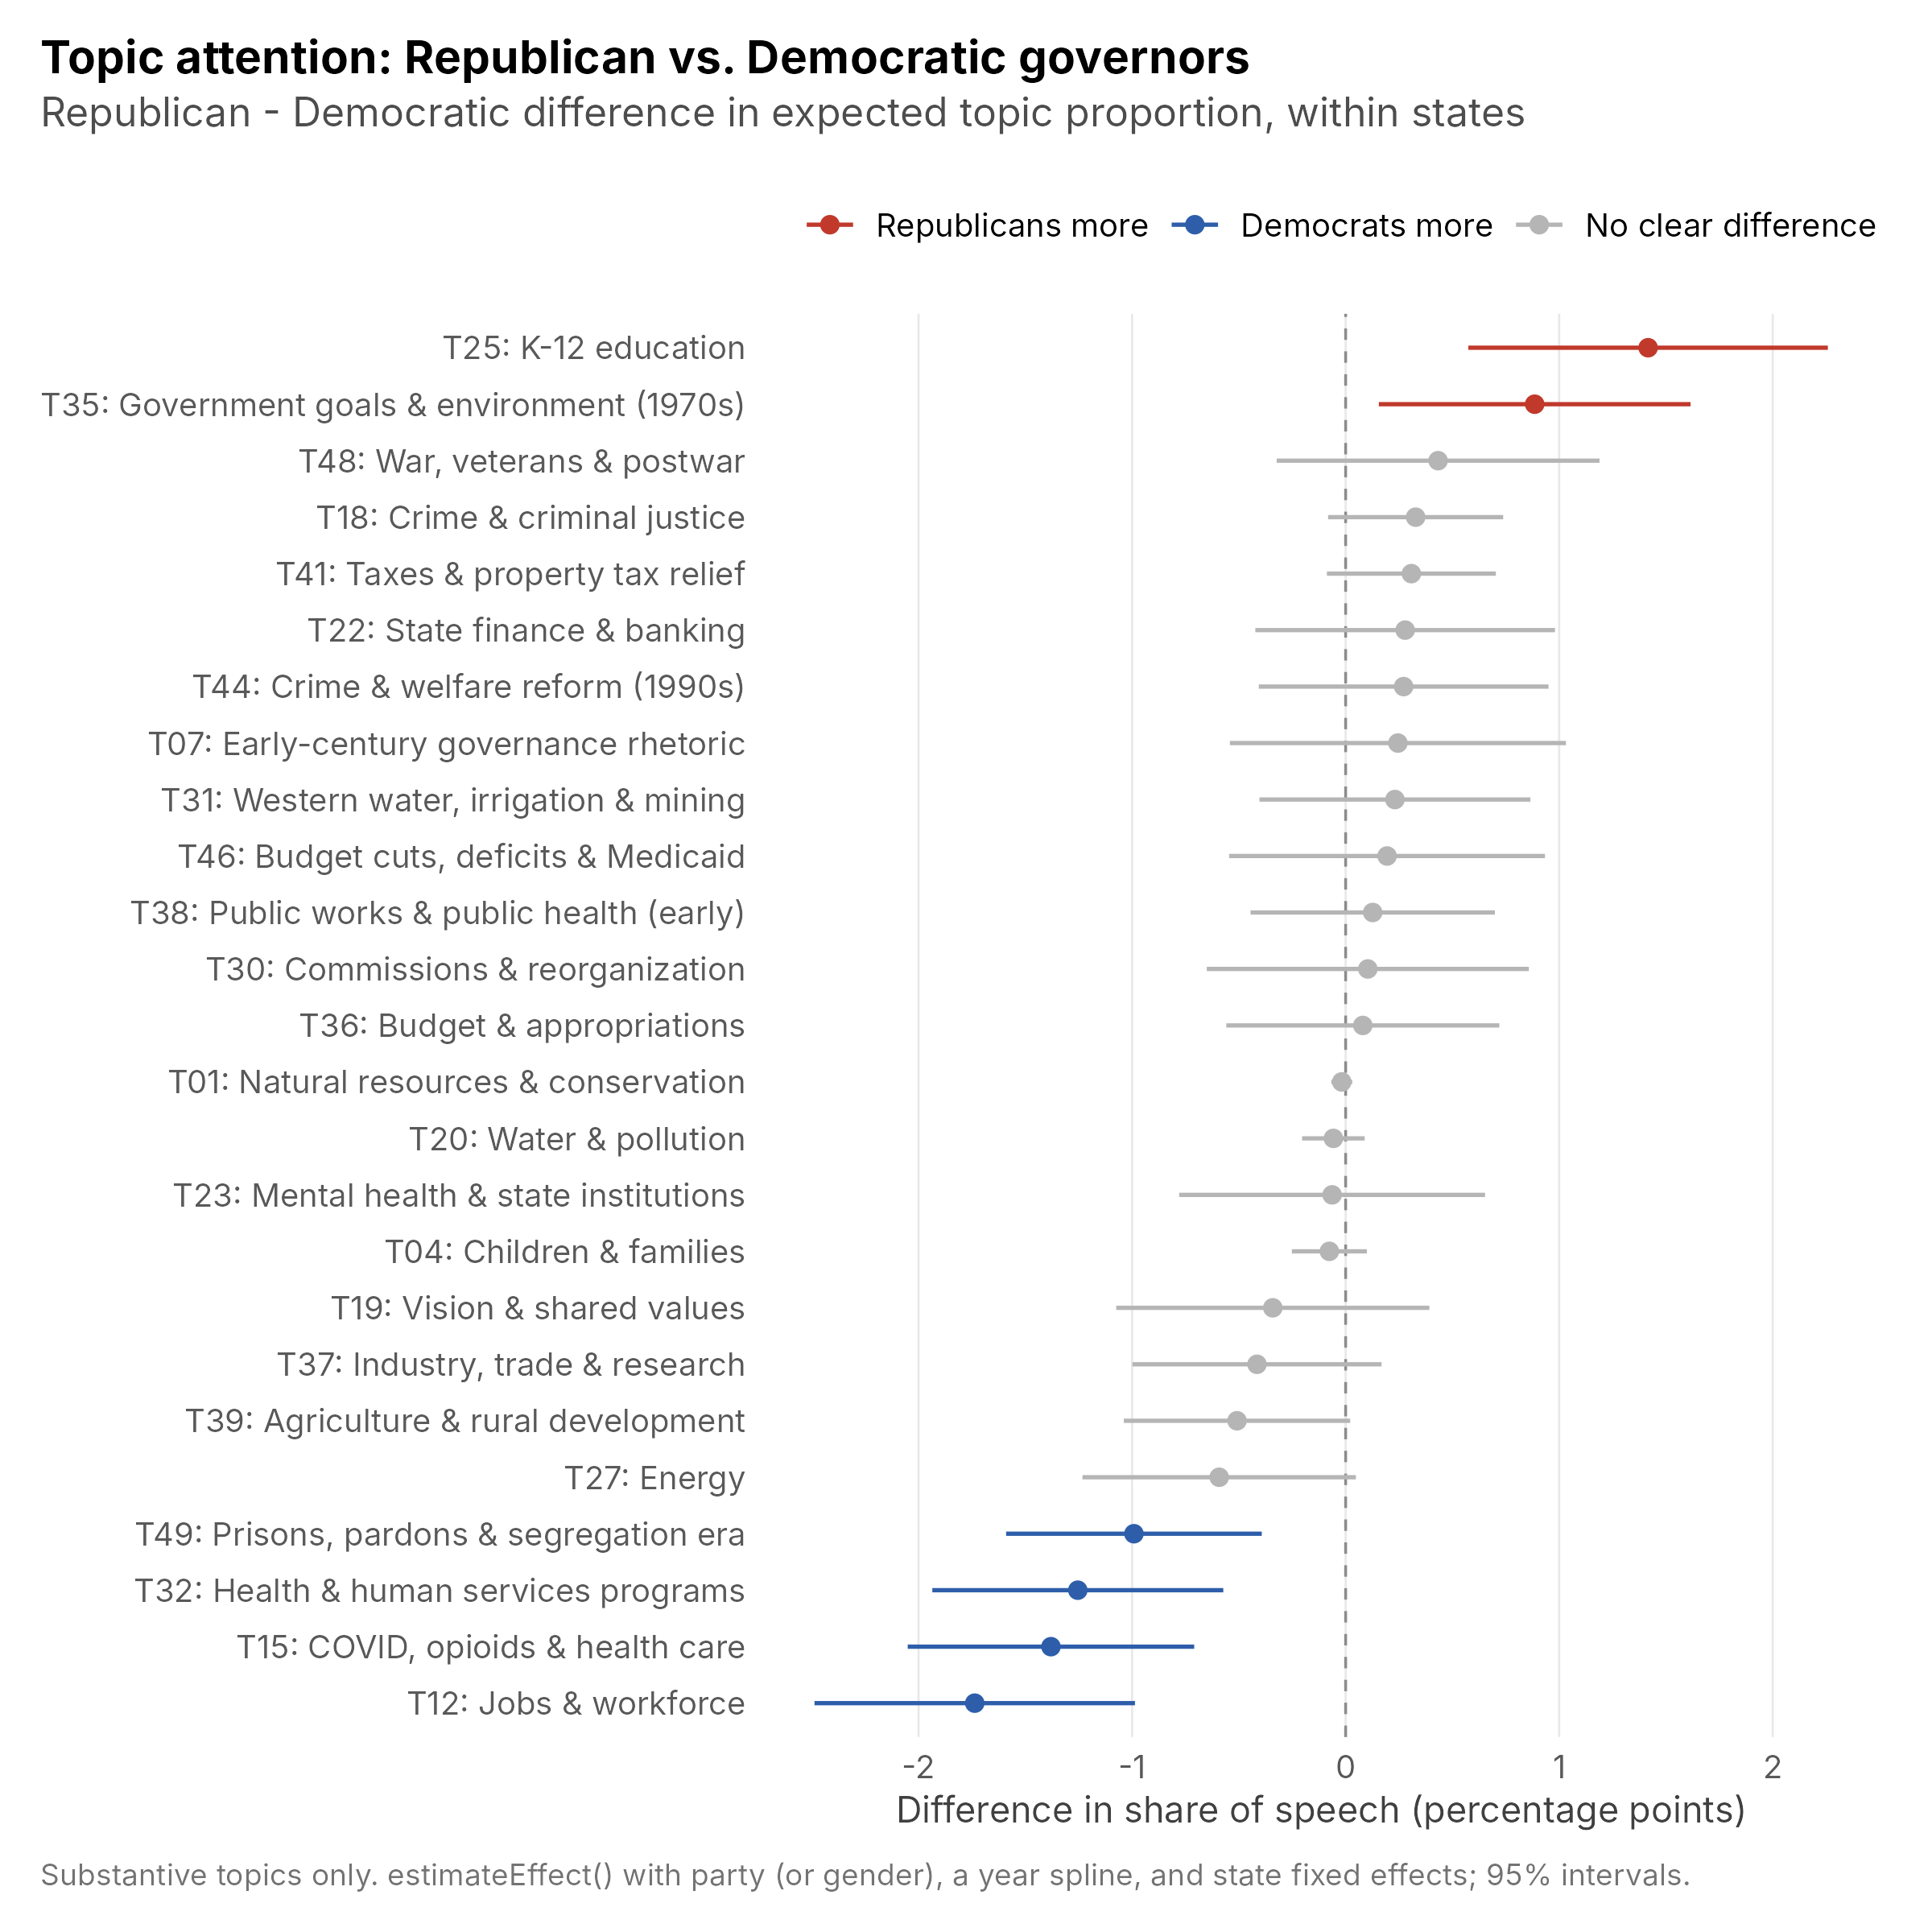 Topic attention: Republican vs. Democratic governors
Republican - Democratic difference in expected topic proportion, within states
Republicans more
Democrats more
No clear difference
T25: K-12 education
T35: Government goals & environment (1970s)
T48: War, veterans & postwar
T18: Crime & criminal justice
T41: Taxes & property tax relief
T22: State finance & banking
T44: Crime & welfare reform (1990s)
T07: Early-century governance rhetoric
T31: Western water, irrigation & mining
T46: Budget cuts, deficits & Medicaid
T38: Public works & public health (early)
T30: Commissions & reorganization
T36: Budget & appropriations
T01: Natural resources & conservation
T20: Water & pollution
T23: Mental health & state institutions
T04: Children & families
T19: Vision & shared values
T37: Industry, trade & research
T39: Agriculture & rural development
T27: Energy
T49: Prisons, pardons & segregation era
T32: Health & human services programs
T15: COVID, opioids & health care
T12: Jobs & workforce
-2 -1 0 1 2
Difference in share of speech (percentage points)
Substantive topics only. estimateEffect() with party (or gender), a year spline, and state fixed effects; 95% intervals.